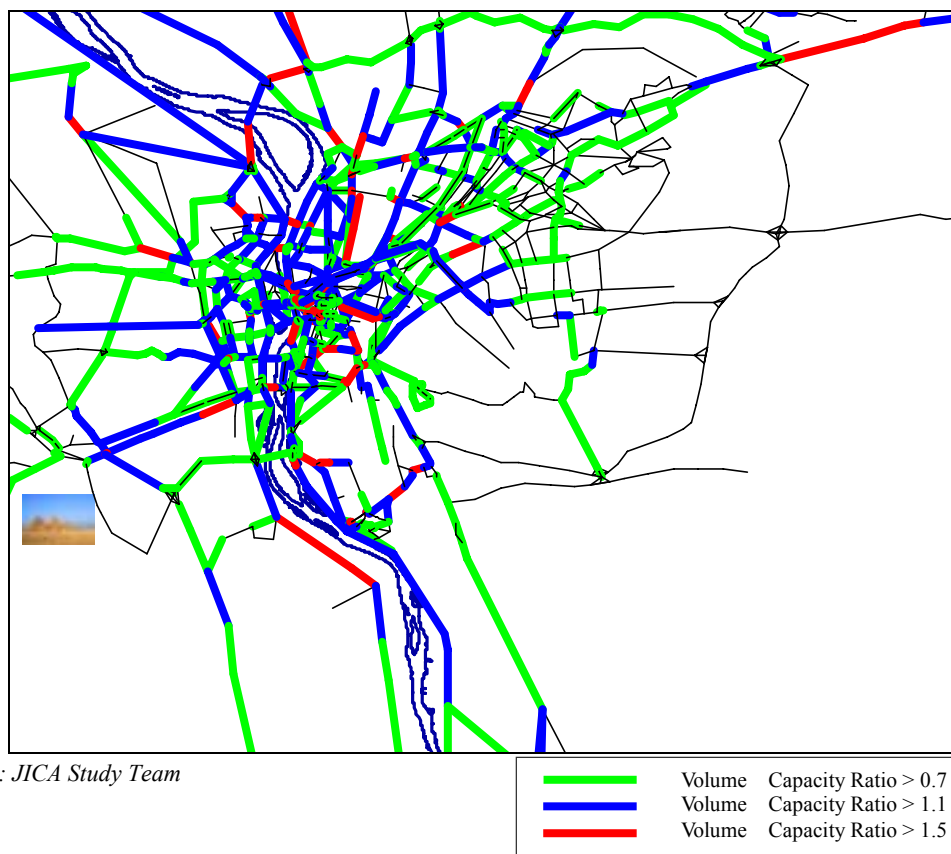 : JICA Study Team
Volume Capacity Ratio > 0.7
Volume Capacity Ratio > 1.1
Volume Capacity Ratio > 1.5